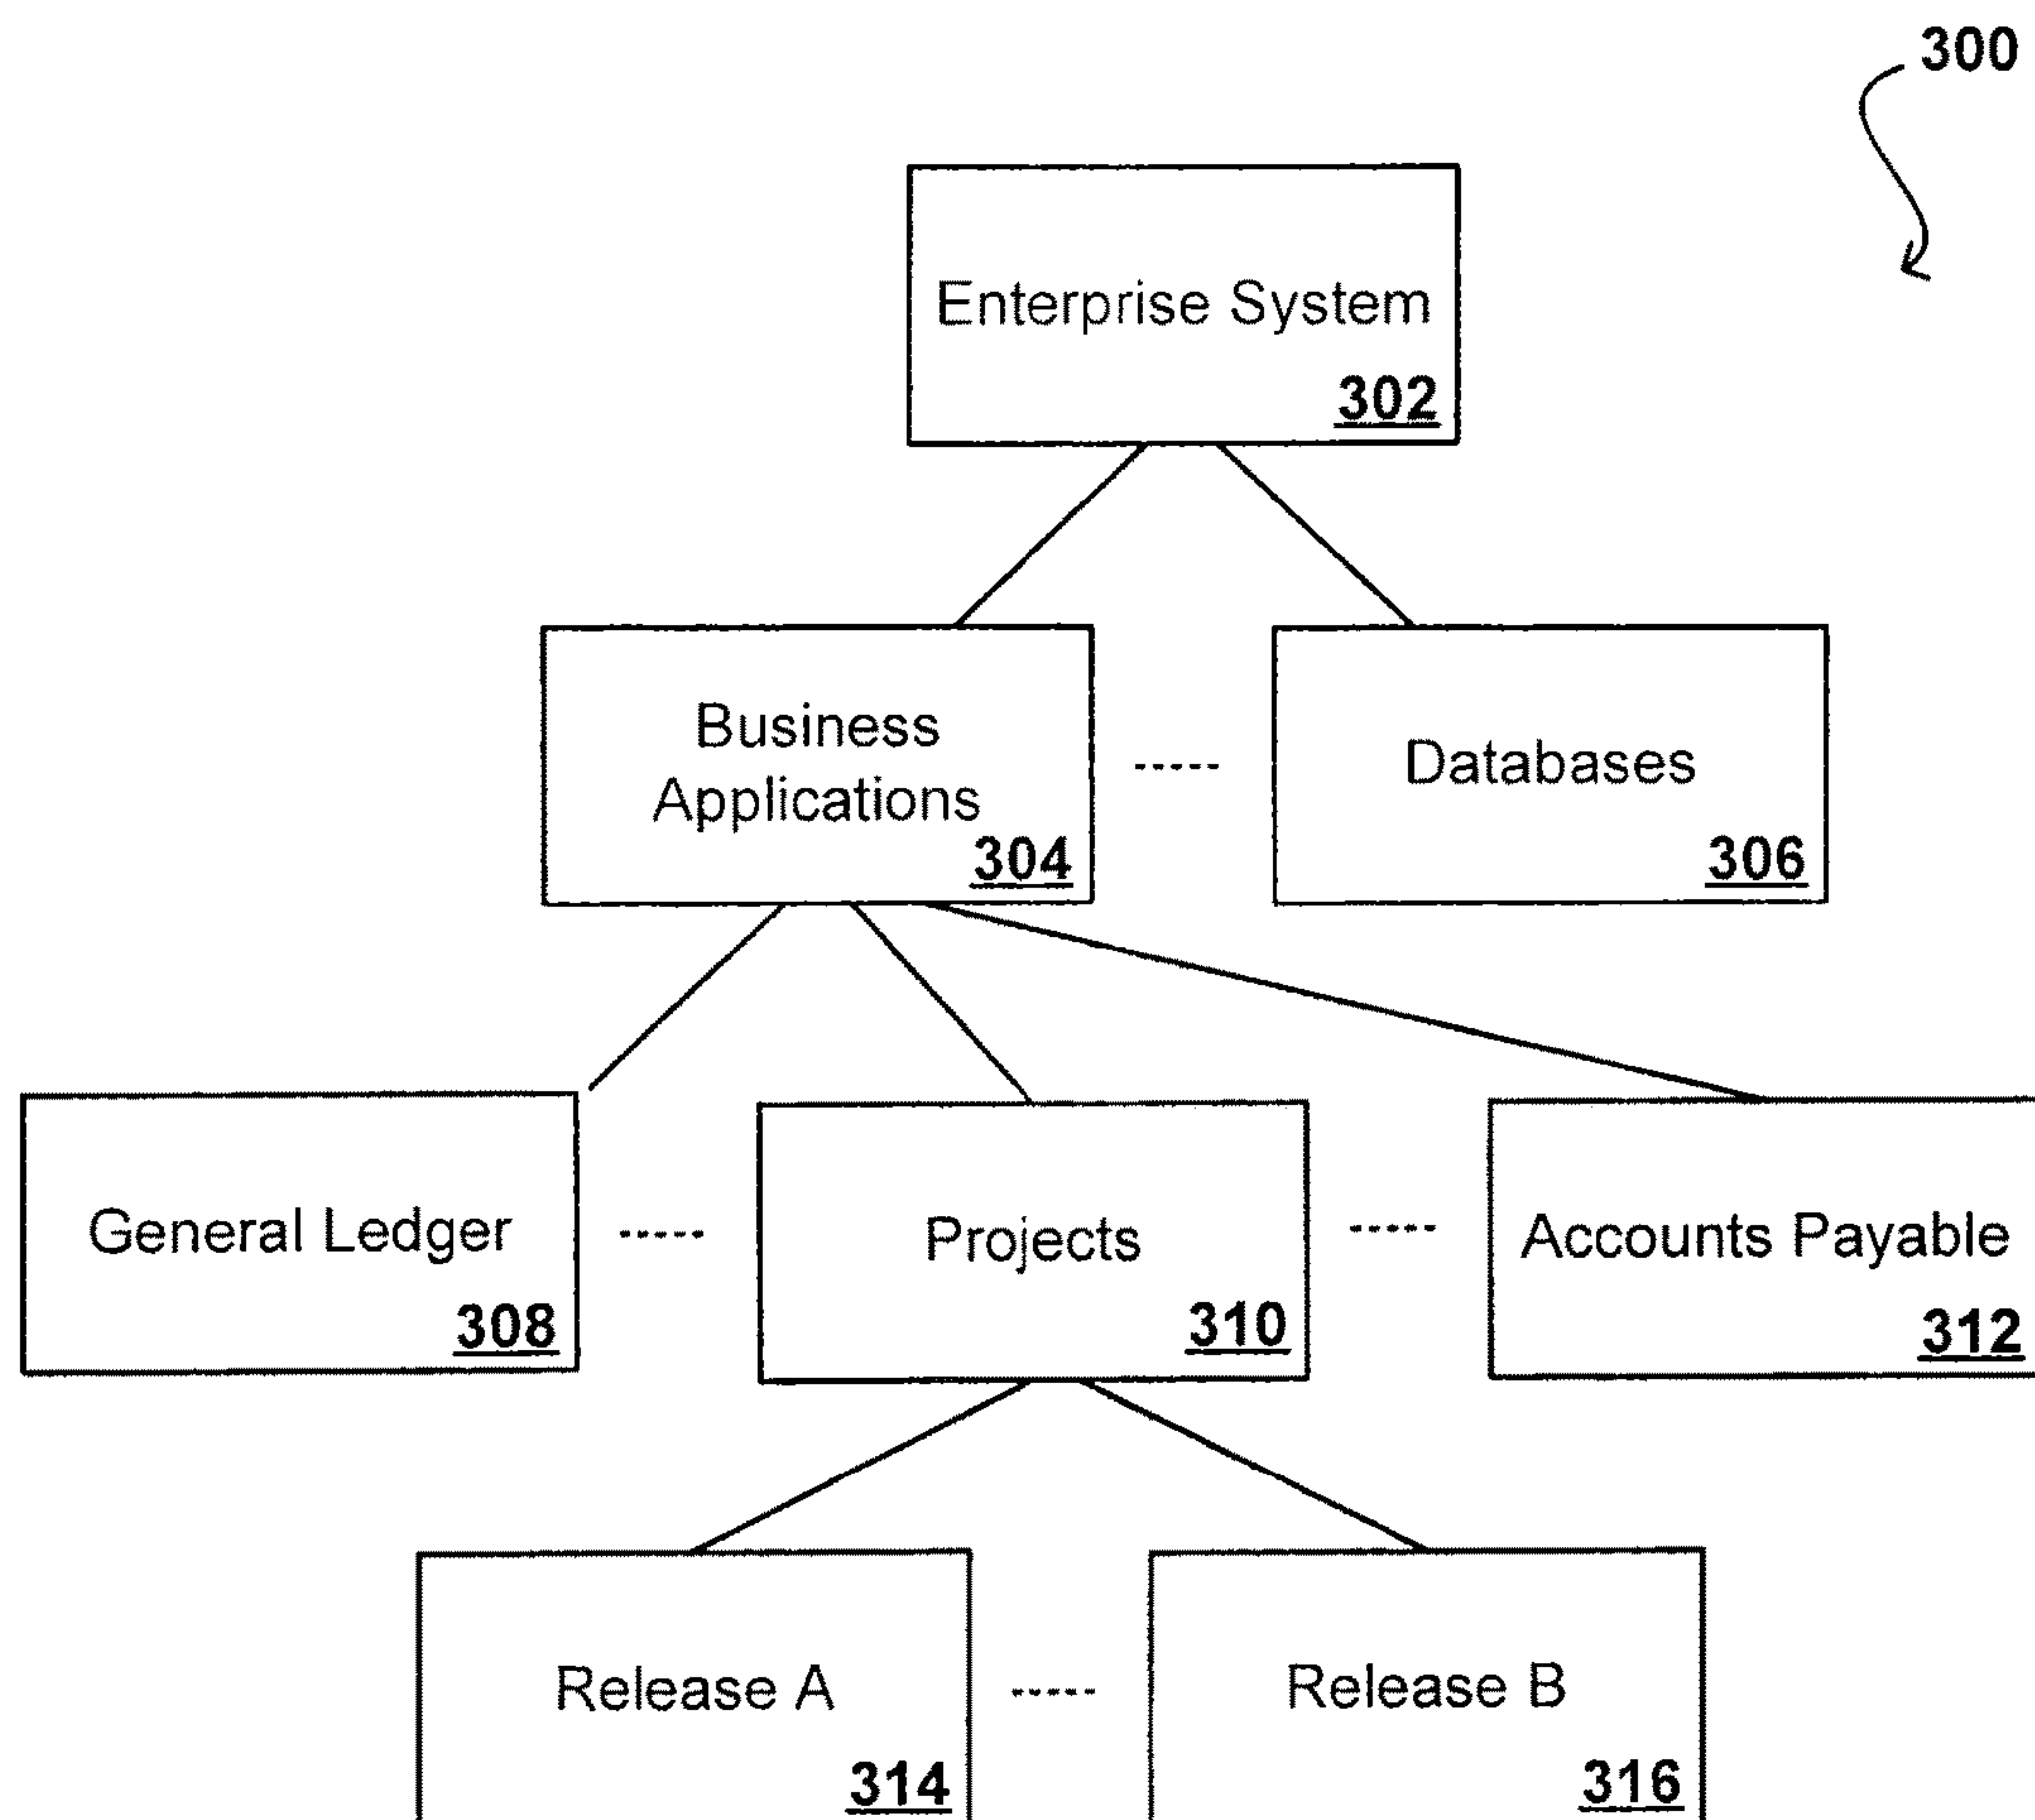 300
Enterprise System
302
Business
Applications
304
Databases
306
General Ledger
308
Projects
310
Accounts Payable
312
Release A
314
Release B
316